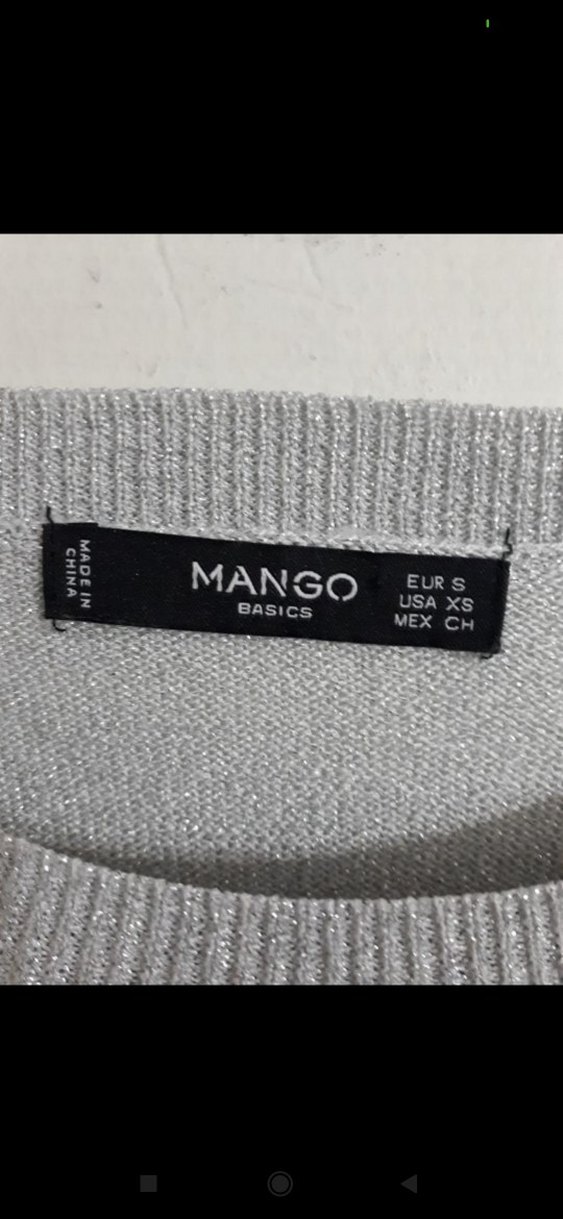 MADE IN
CHINA
MANGO
BASICS
EUR S
USA XS
MEX CH